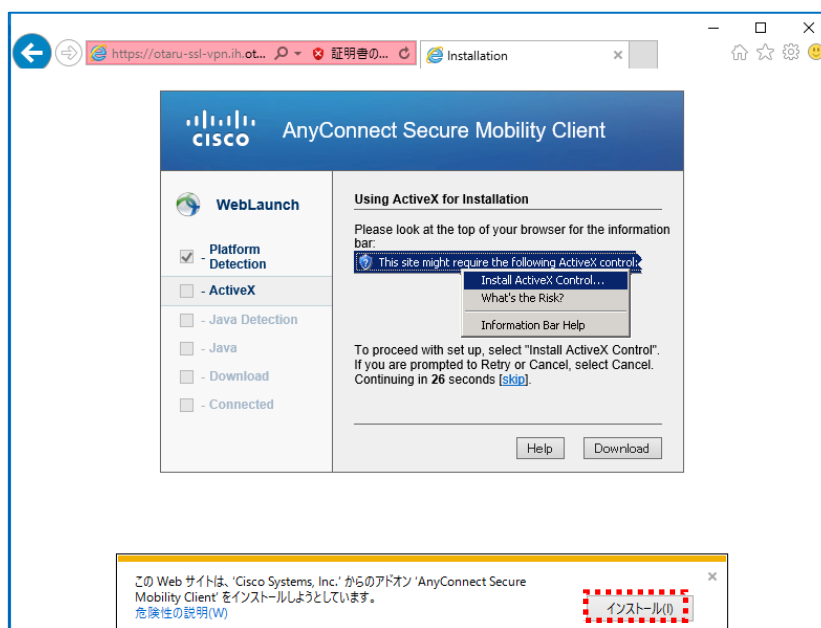 https://otaru-ssl-vpn.ih.ot... 証明書の... Installation
CISCO AnyConnect Secure Mobility Client
WebLaunch
- Platform Detection
- ActiveX
- Java Detection
- Java
- Download
- Connected
Using ActiveX for Installation
Please look at the top of your browser for the information
bar:
This site might require the following ActiveX control:
Install ActiveX Control...
What's the Risk?
Information Bar Help
To proceed with set up, select "Install ActiveX Control".
If you are prompted to Retry or Cancel, select Cancel.
Continuing in 26 seconds [skip].
Help Download
この Web サイトは、'Cisco Systems, Inc.' からのアドオン 'AnyConnect Secure
Mobility Client' をインストールしようとしています。
危険性の説明(W)
インストール(I)